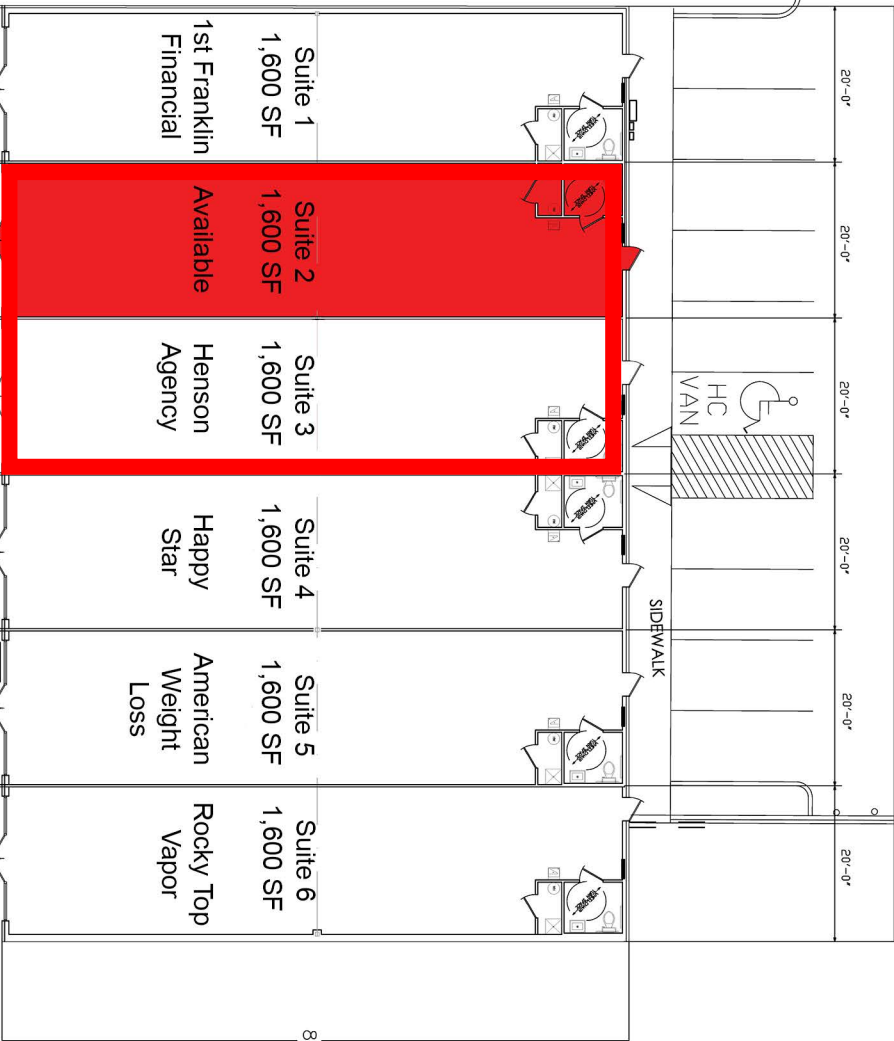 Suite 1
1,600 SF
1st Franklin
Financial
Suite 2
1,600 SF
Available
Suite 3
1,600 SF
Henson
Agency
Suite 4
1,600 SF
Happy
Star
Suite 5
1,600 SF
American
Weight
Loss
Suite 6
1,600 SF
Rocky Top
Vapor
20'-0"
20'-0"
20'-0"
20'-0"
20'-0"
20'-0"
HC
VAN
SIDEWALK
8